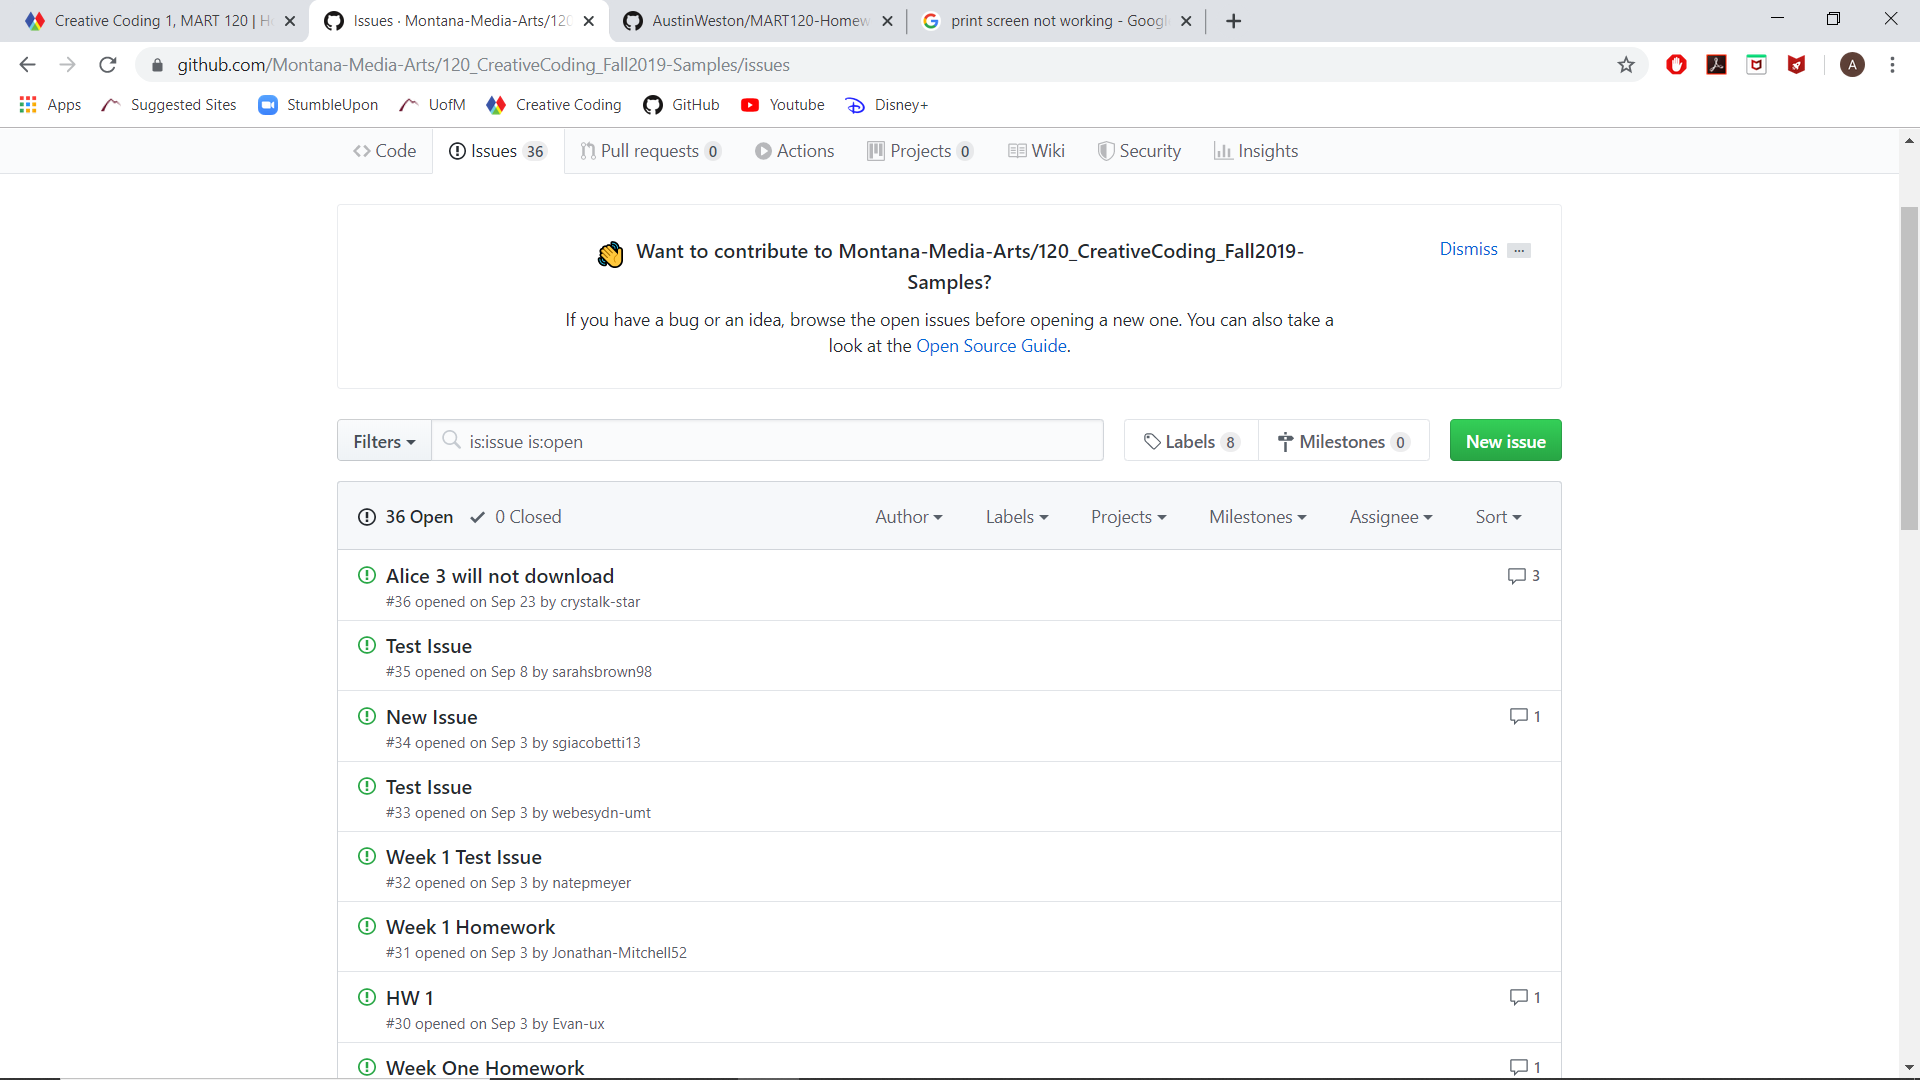 Creative Coding 1, MART 120 | H
Issues · Montana-Media-Arts/120
AustinWeston/MART120-Homew
print screen not working - Googl
github.com/Montana-Media-Arts/120_CreativeCoding_Fall2019-Samples/issues
A
Apps
Suggested Sites
StumbleUpon
UofM
Creative Coding
GitHub
Youtube
Disney+
Code
Issues 36
Pull requests 0
Actions
Projects 0
Wiki
Security
Insights
Want to contribute to Montana-Media-Arts/120_CreativeCoding_Fall2019-
Samples?
Dismiss
If you have a bug or an idea, browse the open issues before opening a new one. You can also take a
look at the Open Source Guide.
Filters
is:issue is:open
Labels 8
Milestones 0
New issue
36 Open
0 Closed
Author
Labels
Projects
Milestones
Assignee
Sort
Alice 3 will not download
3
#36 opened on Sep 23 by crystalk-star
Test Issue
#35 opened on Sep 8 by sarahsbrown98
New Issue
1
#34 opened on Sep 3 by sgiacobetti13
Test Issue
#33 opened on Sep 3 by webesydn-umt
Week 1 Test Issue
#32 opened on Sep 3 by natepmeyer
Week 1 Homework
#31 opened on Sep 3 by Jonathan-Mitchell52
HW 1
1
#30 opened on Sep 3 by Evan-ux
Week One Homework
1